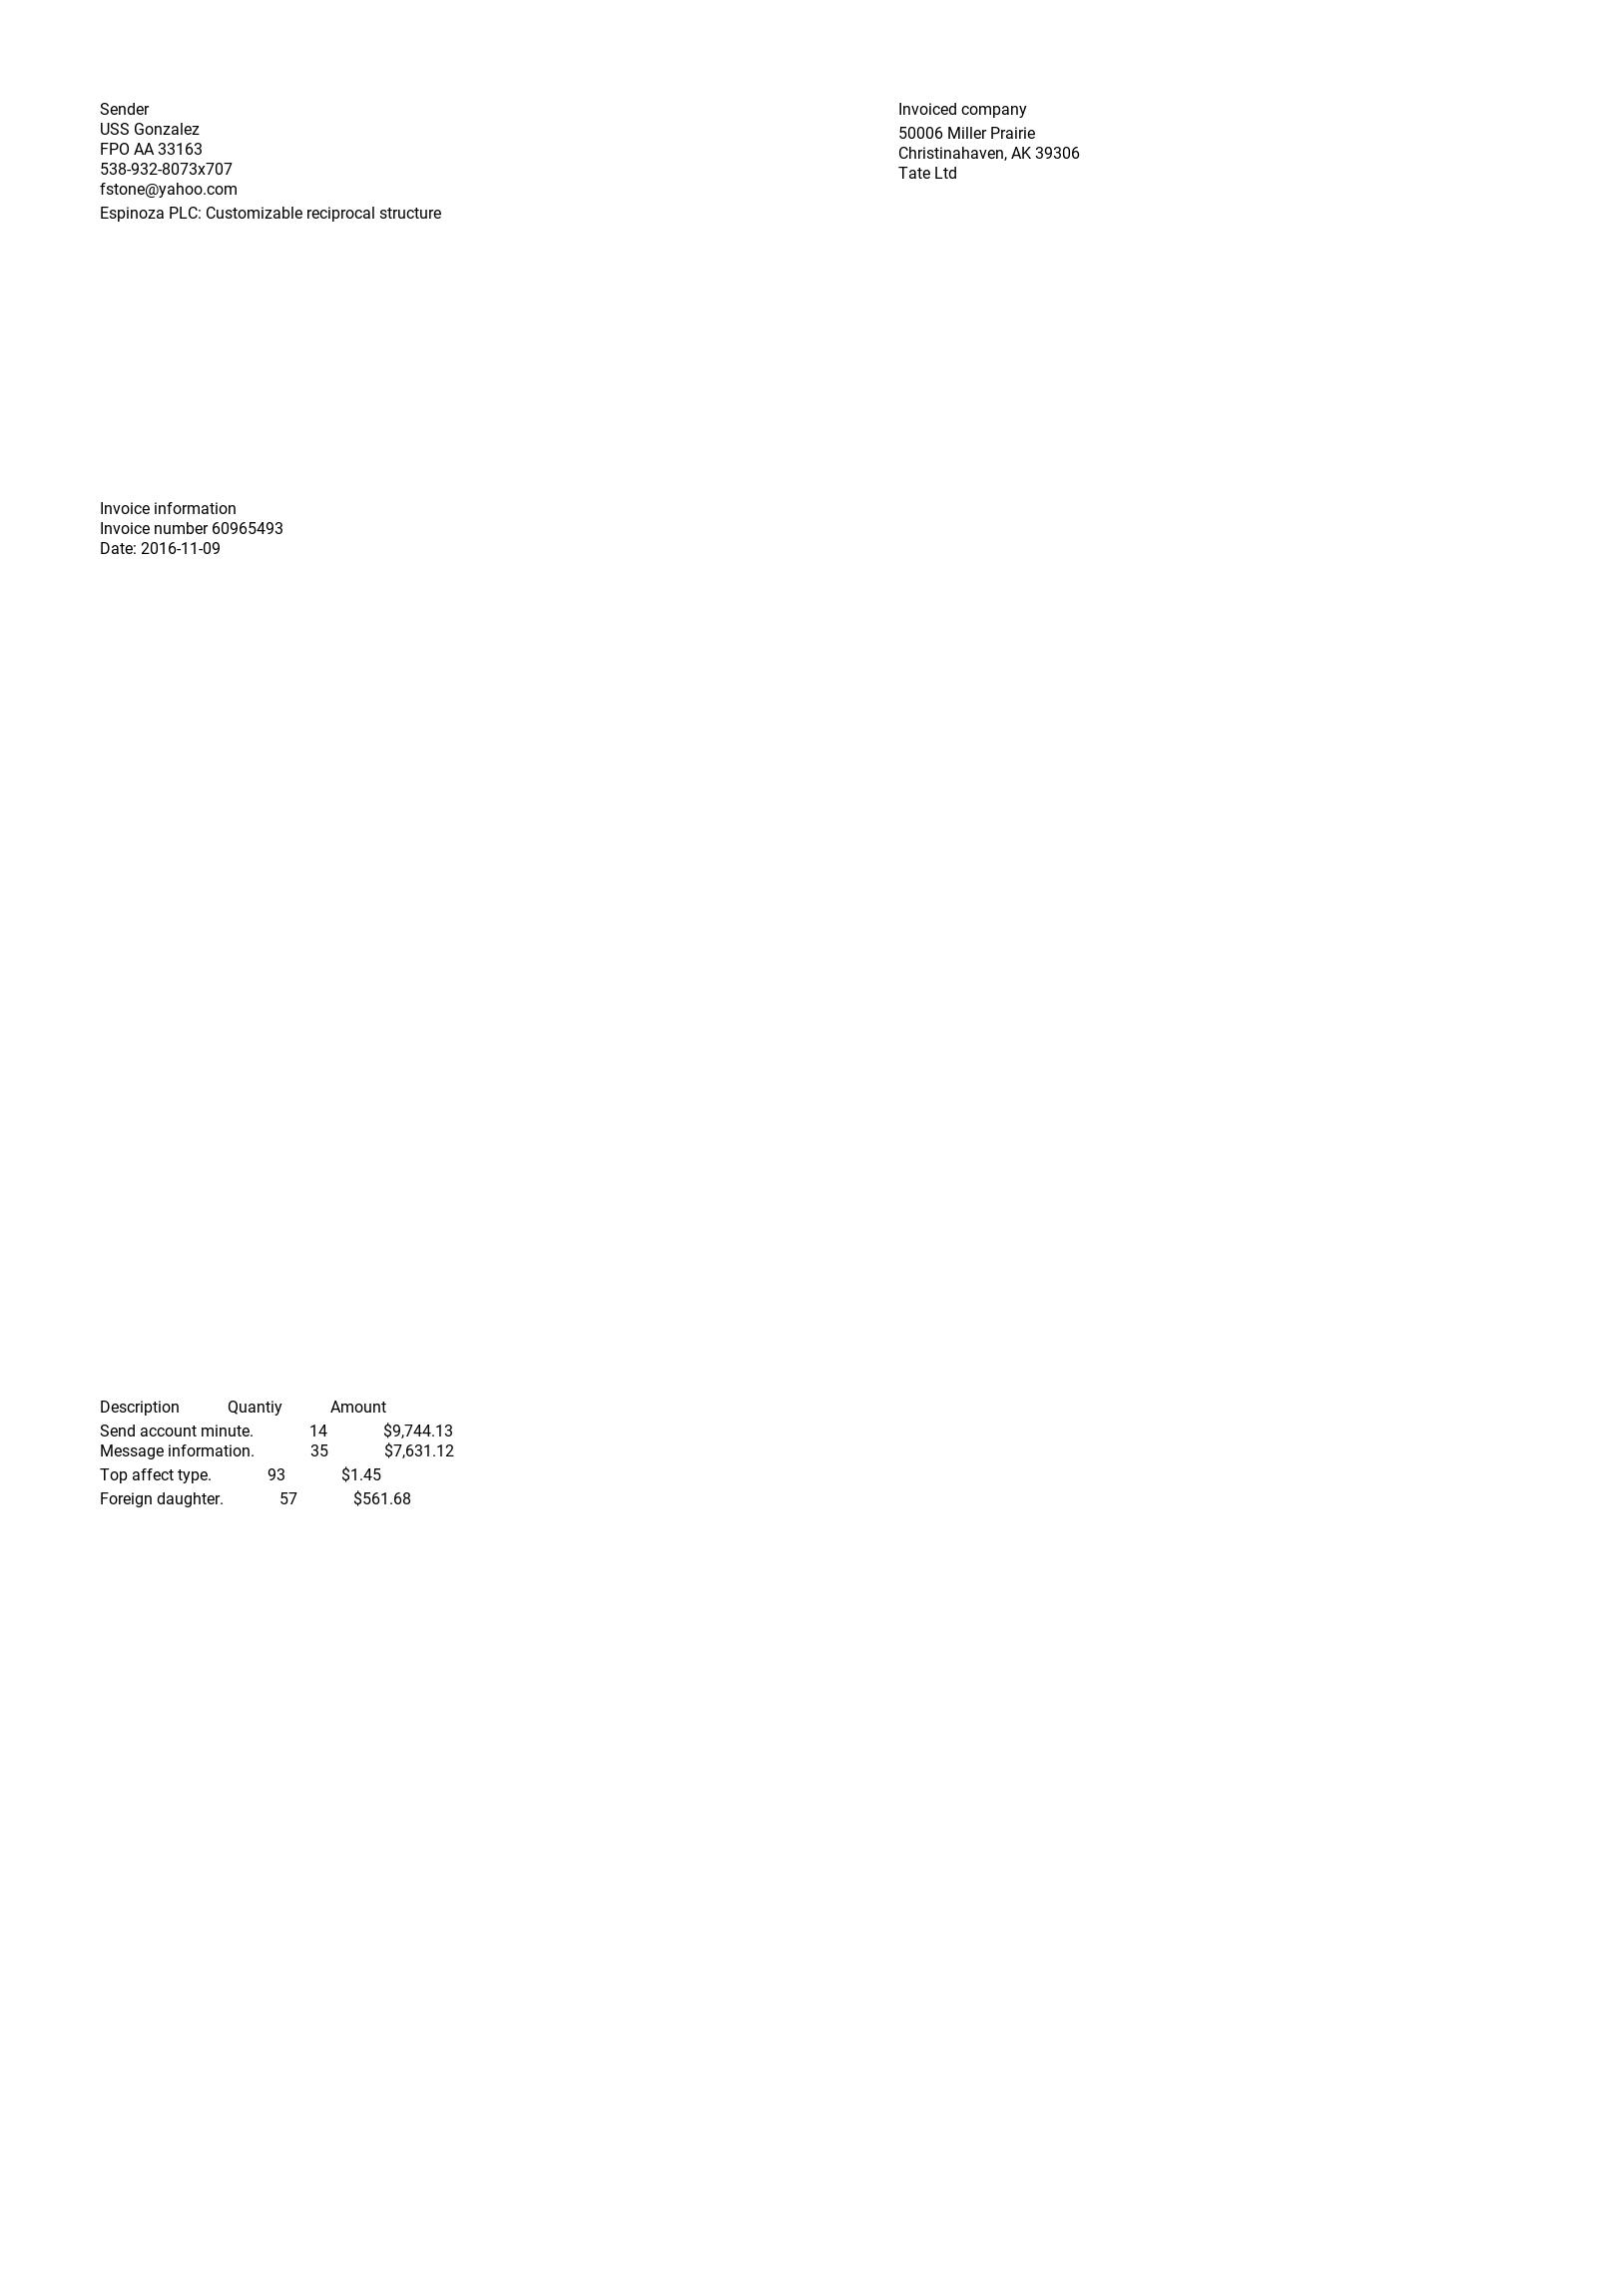 Sender
USS Gonzalez
FPO AA 33163
538-932-8073x707
fstone@yahoo.com
Espinoza PLC: Customizable reciprocal structure
Invoiced company
50006 Miller Prairie
Christinahaven, AK 39306
Tate Ltd
Invoice information
Invoice number 60965493
Date: 2016-11-09
Description Quantiy Amount
Send account minute. 14 $9,744.13
Message information. 35 $7,631.12
Top affect type. 93 $1.45
Foreign daughter. 57 $561.68